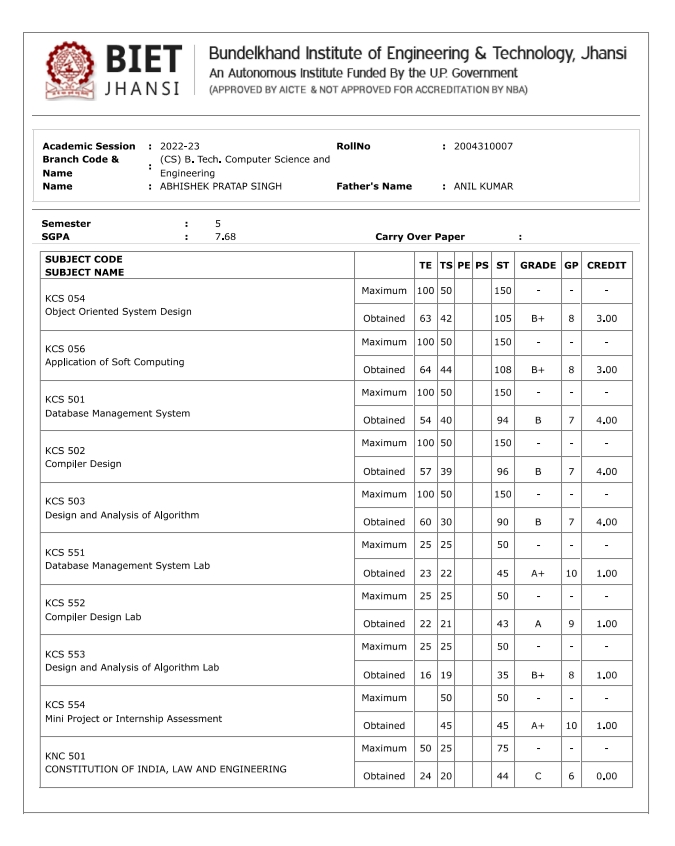 BIET
JHANSI
Bundelkhand Institute of Engineering & Technology, Jhansi
An Autonomous Institute Funded By the U.P. Government
(APPROVED BY AICTE & NOT APPROVED FOR ACCREDITATION BY NBA)
Academic Session : 2022-23 RollNo : 2004310007
Branch Code & Name : (CS) B. Tech. Computer Science and Engineering
Name : ABHISHEK PRATAP SINGH Father's Name : ANIL KUMAR
Semester : 5
SGPA : 7.68 Carry Over Paper :
SUBJECT CODE
SUBJECT NAME TE TS PE PS ST GRADE GP CREDIT
KCS 054
Object Oriented System Design
Maximum 100 50 150 - - -
Obtained 63 42 105 B+ 8 3.00
KCS 056
Application of Soft Computing
Maximum 100 50 150 - - -
Obtained 64 44 108 B+ 8 3.00
KCS 501
Database Management System
Maximum 100 50 150 - - -
Obtained 54 40 94 B 7 4.00
KCS 502
Compiler Design
Maximum 100 50 150 - - -
Obtained 57 39 96 B 7 4.00
KCS 503
Design and Analysis of Algorithm
Maximum 100 50 150 - - -
Obtained 60 30 90 B 7 4.00
KCS 551
Database Management System Lab
Maximum 25 25 50 - - -
Obtained 23 22 45 A+ 10 1.00
KCS 552
Compiler Design Lab
Maximum 25 25 50 - - -
Obtained 22 21 43 A 9 1.00
KCS 553
Design and Analysis of Algorithm Lab
Maximum 25 25 50 - - -
Obtained 16 19 35 B+ 8 1.00
KCS 554
Mini Project or Internship Assessment
Maximum 50 50 - - -
Obtained 45 45 A+ 10 1.00
KNC 501
CONSTITUTION OF INDIA, LAW AND ENGINEERING
Maximum 50 25 75 - - -
Obtained 24 20 44 C 6 0.00